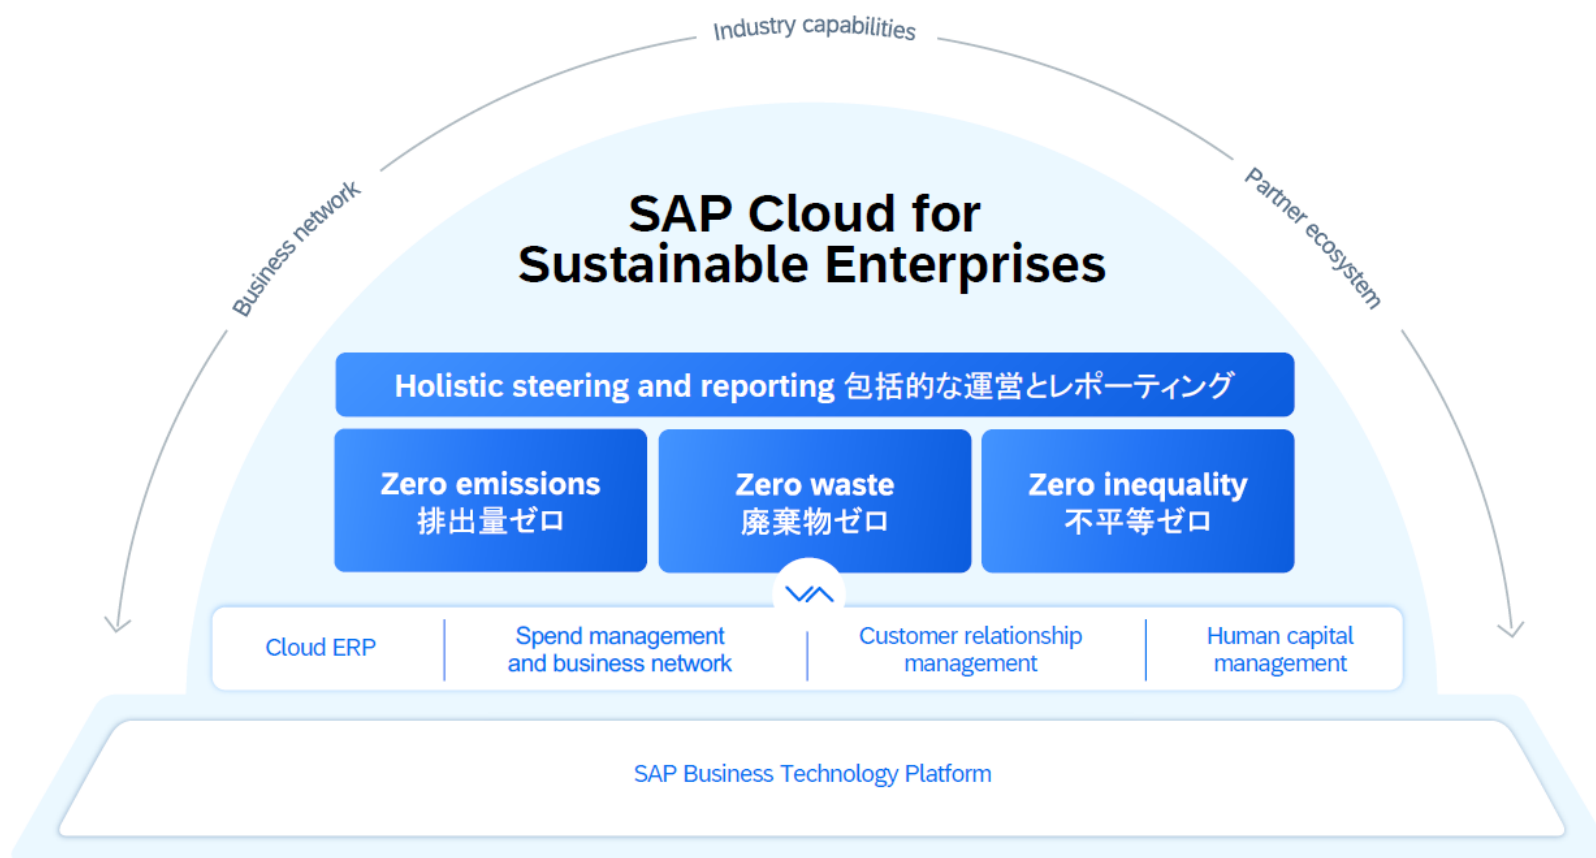 Industry capabilities
Business network
Partner ecosystem
SAP Cloud for
Sustainable Enterprises
Holistic steering and reporting 包括的な運営とレポーティング
Zero emissions
排出量ゼロ
Zero waste
廃棄物ゼロ
Zero inequality
不平等ゼロ
Cloud ERP
Spend management
and business network
Customer relationship
management
Human capital
management
SAP Business Technology Platform